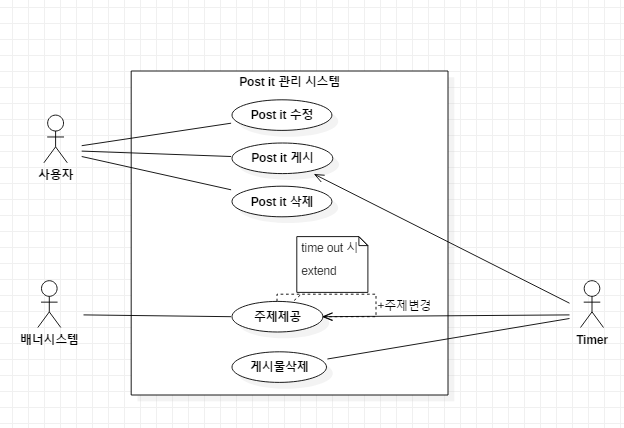 Post it 관리 시스템
Post it 수정
Post it 게시
사용자
Post it 삭제
time out 시
extend
+주제변경
주제제공
배너시스템
Timer
게시물삭제